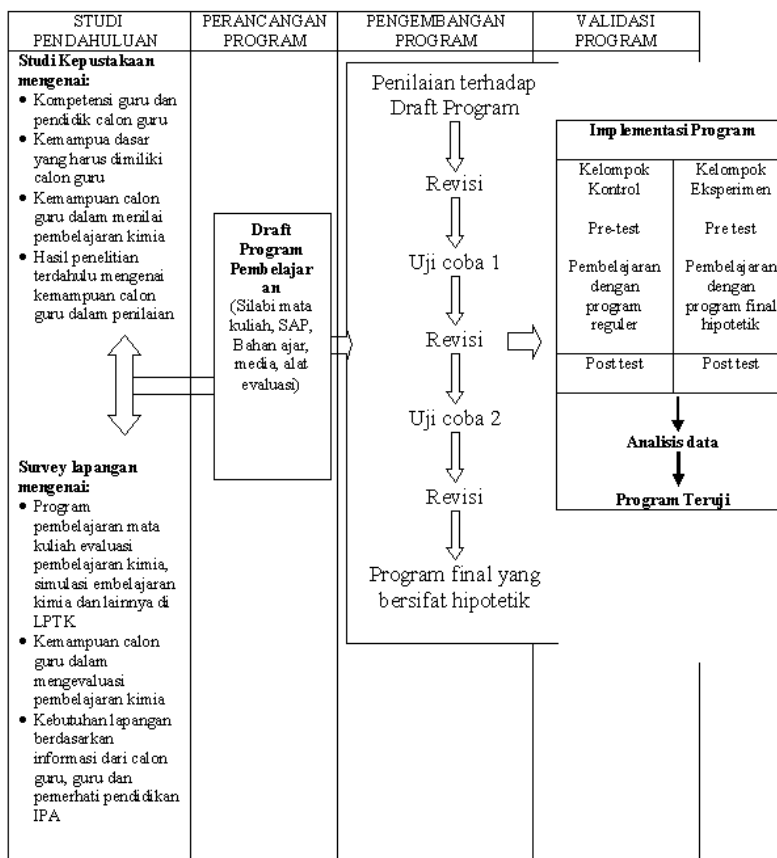 STUDI
PENDAHULUAN
PERANCANGAN
PROGRAM
PENGEMBANGAN
PROGRAM
VALIDASI
PROGRAM
Studi Kepustakaan
mengenai:
• Kompetensi guru dan
pendidik calon guru
• Kemampua dasar
yang harus dimiliki
calon guru
• Kemampuan calon
guru dalam menilai
pembelajaran kimia
• Hasil penelitian
terdahulu mengenai
kemampuan calon
guru dalam penilaian
Survey lapangan
mengenai:
• Program
pembelajaran mata
kuliah evaluasi
pembelajaran kimia,
simulasi embelajaran
kimia dan lainnya di
LPTK
• Kemampuan calon
guru dalam
mengevaluasi
pembelajaran kimia
• Kebutuhan lapangan
berdasarkan
informasi dari calon
guru, guru dan
pemerhati pendidikan
IPA
Draft
Program
Pembelajar
an
(Silabi mata
kuliah, SAP,
Bahan ajar,
media, alat
evaluasi)
Penilaian terhadap
Draft Program
Revisi
Uji coba 1
Revisi
Uji coba 2
Revisi
Program final yang
bersifat hipotetik
Implementasi Program
Kelompok
Kontrol
Pre-test
Pembelajaran
dengan
program
reguler
Post test
Kelompok
Eksperimen
Pre test
Pembelajaran
dengan
program final
hipotetik
Post test
Analisis data
Program Teruji